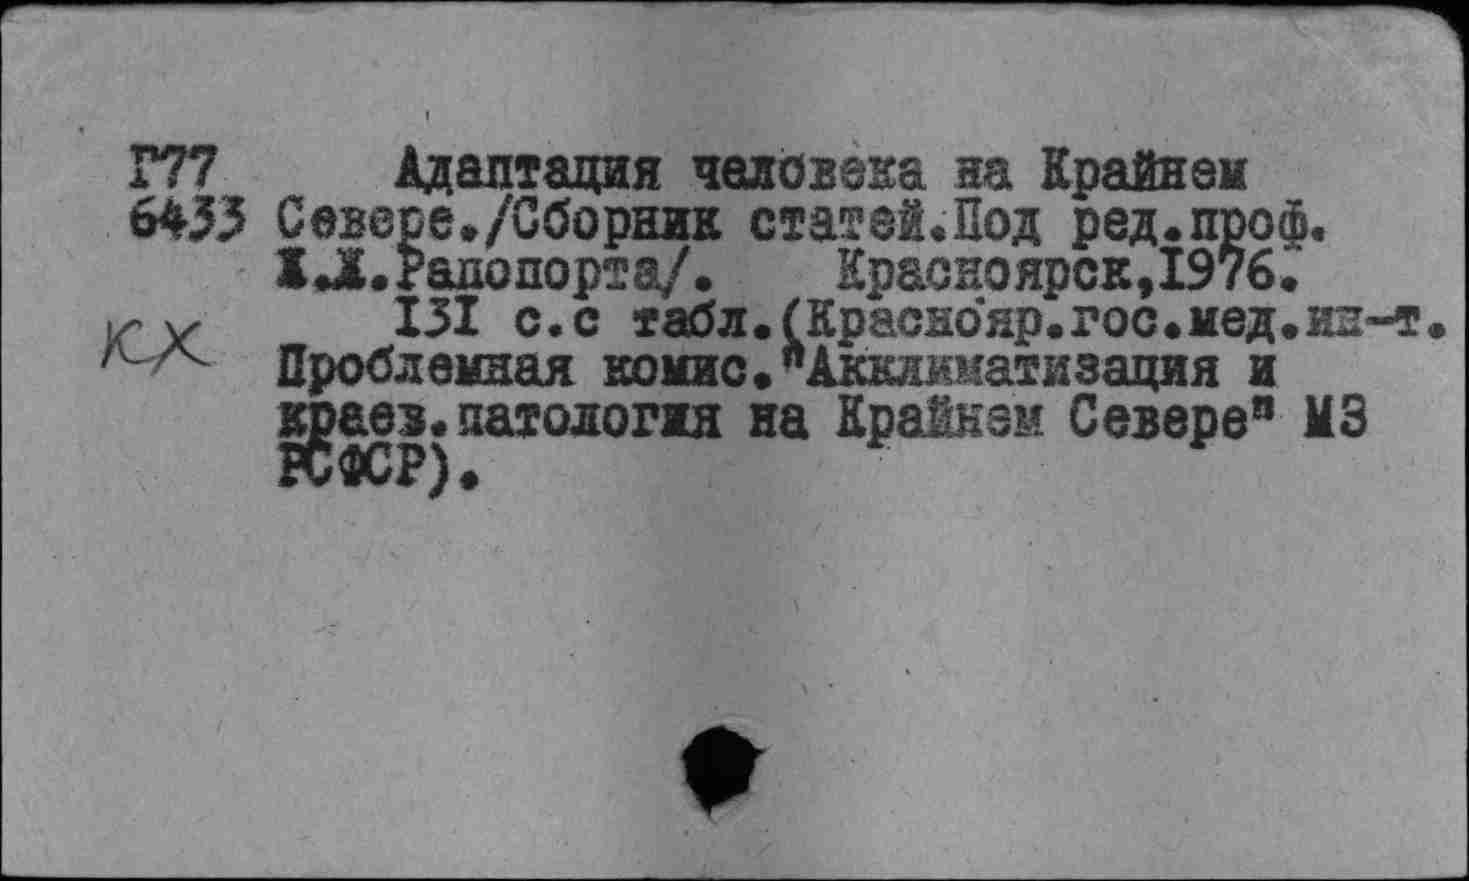 Г77 Адаптация человека на Крайнем
6433 Севере./Сборник статей.Под ред.проф.
Рапопорта/. Красноярск,1976.
131 с.с табл.(Краснояр.гос.мед.ин-т.
КХ
Проблемная комис."Акклиматизация и
краев.патология на Крайнем Севере" МЗ
РСФСР).